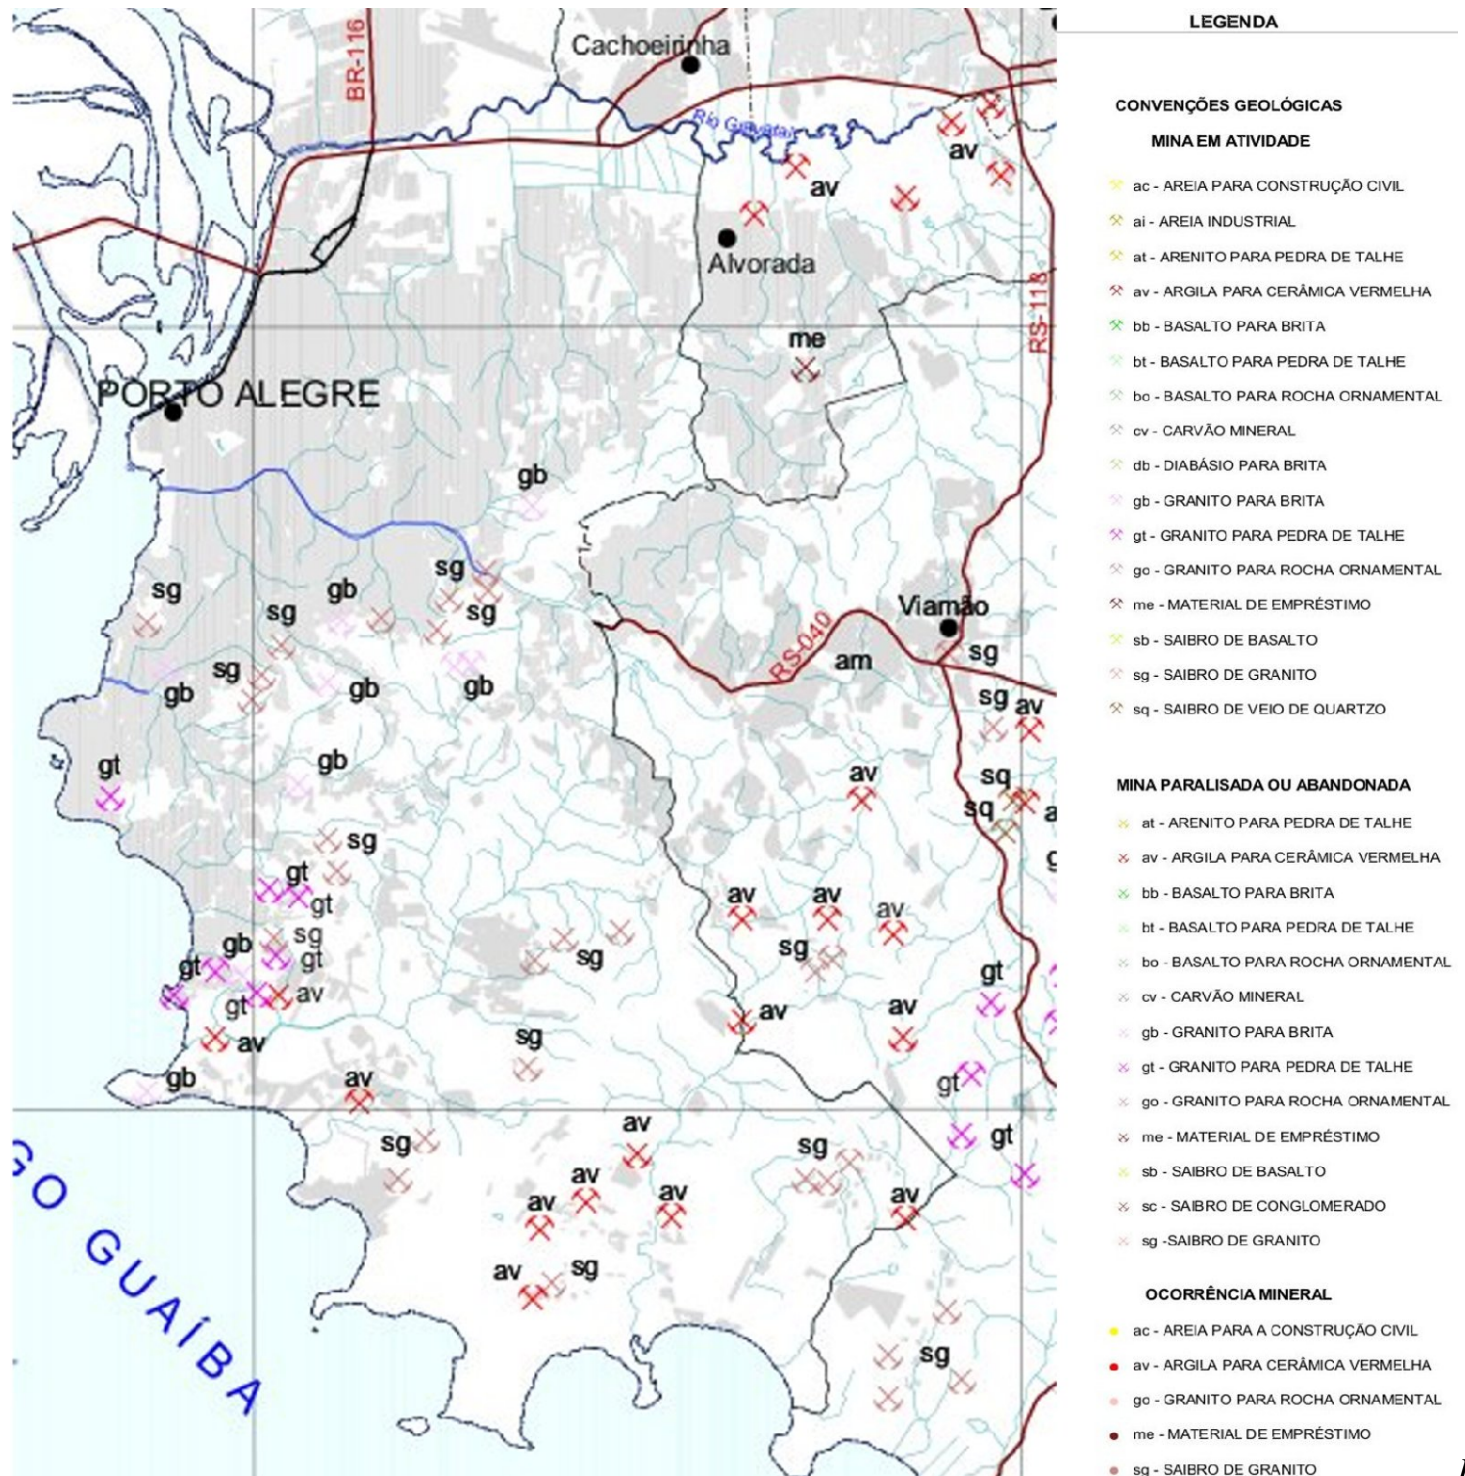 BR-116
Cachoeirinha
Rio Gravataí
av
av
Alvorada
RS-118
me
PORTO ALEGRE
gb
sg
gb
sg
sg
sg
Viamão
RS-040
am
sg
sg
gb
gb
gb
sg
av
gt
gb
av
sq
sq
sg
gt
gt
av
av
av
sg
gb
gt
gt
sg
sg
gt
gt
av
av
av
av
sg
gb
av
gt
sg
av
sg
gt
av
av
av
av
av
sg
sg
GO GUAÍBA
LEGENDA
CONVENÇÕES GEOLÓGICAS
MINA EM ATIVIDADE
ac - AREIA PARA CONSTRUÇÃO CIVIL
ai - AREIA INDUSTRIAL
at - ARENITO PARA PEDRA DE TALHE
av - ARGILA PARA CERÂMICA VERMELHA
bb - BASALTO PARA BRITA
bt - BASALTO PARA PEDRA DE TALHE
bo - BASALTO PARA ROCHA ORNAMENTAL
cv - CARVÃO MINERAL
db - DIABÁSIO PARA BRITA
gb - GRANITO PARA BRITA
gt - GRANITO PARA PEDRA DE TALHE
go - GRANITO PARA ROCHA ORNAMENTAL
me - MATERIAL DE EMPRÉSTIMO
sb - SAIBRO DE BASALTO
sg - SAIBRO DE GRANITO
sq - SAIBRO DE VEIO DE QUARTZO
MINA PARALISADA OU ABANDONADA
at - ARENITO PARA PEDRA DE TALHE
av - ARGILA PARA CERÂMICA VERMELHA
bb - BASALTO PARA BRITA
bt - BASALTO PARA PEDRA DE TALHE
bo - BASALTO PARA ROCHA ORNAMENTAL
cv - CARVÃO MINERAL
gb - GRANITO PARA BRITA
gt - GRANITO PARA PEDRA DE TALHE
go - GRANITO PARA ROCHA ORNAMENTAL
me - MATERIAL DE EMPRÉSTIMO
sb - SAIBRO DE BASALTO
sc - SAIBRO DE CONGLOMERADO
sg -SAIBRO DE GRANITO
OCORRÊNCIA MINERAL
ac - AREIA PARA A CONSTRUÇÃO CIVIL
av - ARGILA PARA CERÂMICA VERMELHA
go - GRANITO PARA ROCHA ORNAMENTAL
me - MATERIAL DE EMPRÉSTIMO
sg - SAIBRO DE GRANITO